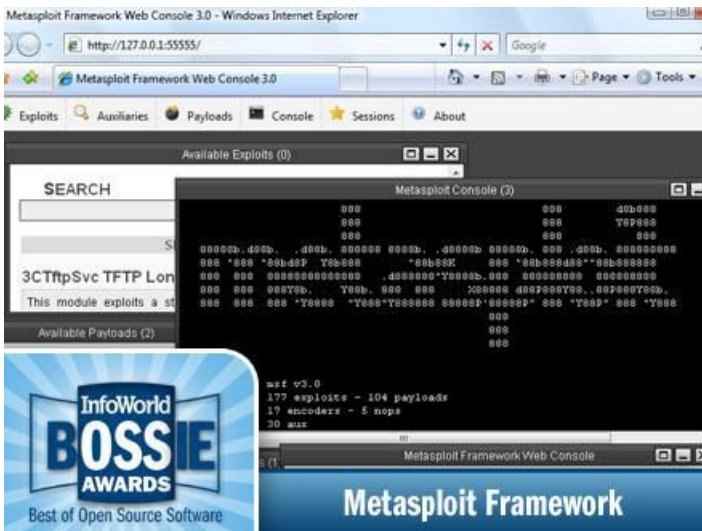 Metasploit Framework Web Console 3.0 - Windows Internet Explorer
http://127.0.0.1:55555/
Google
Metasploit Framework Web Console 3.0
Page
Tools
Exploits
Auxiliaries
Payloads
Console
Sessions
About
Available Exploits (0)
SEARCH
Metasploit Console (3)
3CTftpSvc TFTP Lon
This module exploits a st
Available Payloads (2)
msf v3.0
177 exploits - 104 payloads
17 encoders - 5 nops
30 aux
Metasploit Framework Web Console
InfoWorld
BOSSIE
AWARDS
Best of Open Source Software
Metasploit Framework